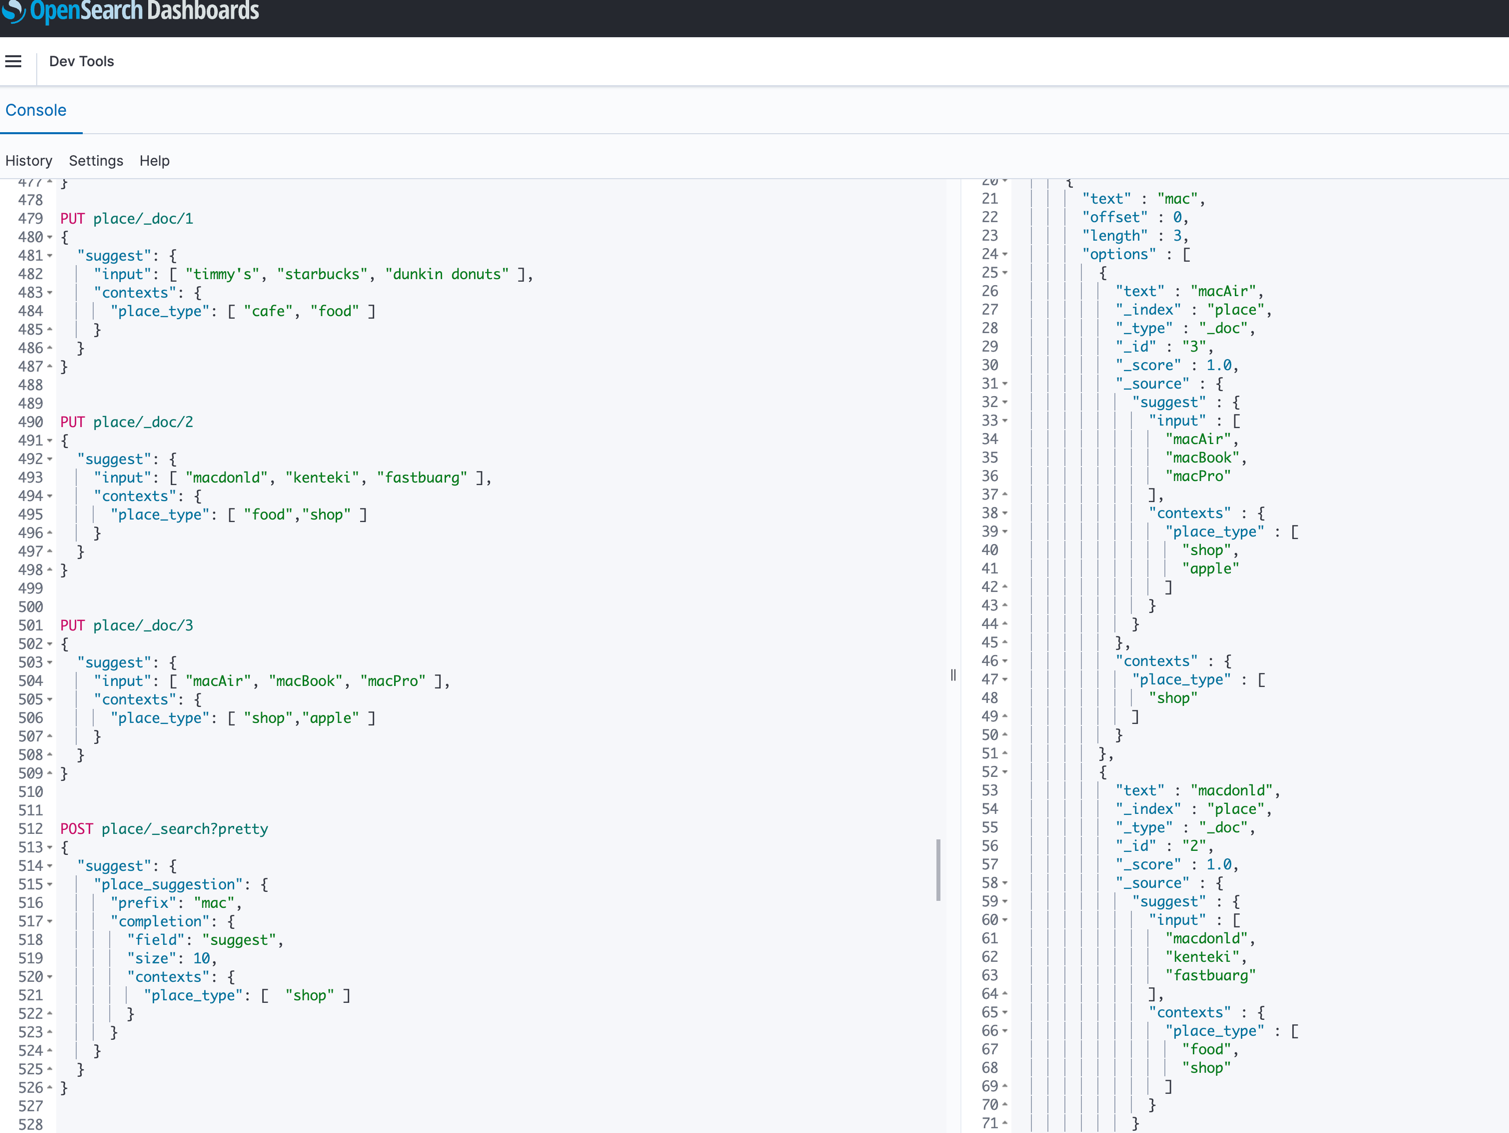 OpenSearch Dashboards
Dev Tools
Console
History Settings Help
477 }
478
479 PUT place/_doc/1
480 {
481 "suggest": {
482 "input": [ "timmy's", "starbucks", "dunkin donuts" ],
483 "contexts": {
484 "place_type": [ "cafe", "food" ]
485 }
486 }
487 }
488
489
490 PUT place/_doc/2
491 {
492 "suggest": {
493 "input": [ "macdonld", "kenteki", "fastbuarg" ],
494 "contexts": {
495 "place_type": [ "food","shop" ]
496 }
497 }
498 }
499
500
501 PUT place/_doc/3
502 {
503 "suggest": {
504 "input": [ "macAir", "macBook", "macPro" ],
505 "contexts": {
506 "place_type": [ "shop","apple" ]
507 }
508 }
509 }
510
511
512 POST place/_search?pretty
513 {
514 "suggest": {
515 "place_suggestion": {
516 "prefix": "mac",
517 "completion": {
518 "field": "suggest",
519 "size": 10,
520 "contexts": {
521 "place_type": [  "shop" ]
522 }
523 }
524 }
525 }
526 }
527
528
20 {
21 "text" : "mac",
22 "offset" : 0,
23 "length" : 3,
24 "options" : [
25 {
26 "text" : "macAir",
27 "_index" : "place",
28 "_type" : "_doc",
29 "_id" : "3",
30 "_score" : 1.0,
31 "_source" : {
32 "suggest" : {
33 "input" : [
34 "macAir",
35 "macBook",
36 "macPro"
37 ],
38 "contexts" : {
39 "place_type" : [
40 "shop",
41 "apple"
42 ]
43 }
44 }
45 },
46 "contexts" : {
47 "place_type" : [
48 "shop"
49 ]
50 }
51 },
52 {
53 "text" : "macdonld",
54 "_index" : "place",
55 "_type" : "_doc",
56 "_id" : "2",
57 "_score" : 1.0,
58 "_source" : {
59 "suggest" : {
60 "input" : [
61 "macdonld",
62 "kenteki",
63 "fastbuarg"
64 ],
65 "contexts" : {
66 "place_type" : [
67 "food",
68 "shop"
69 ]
70 }
71 }